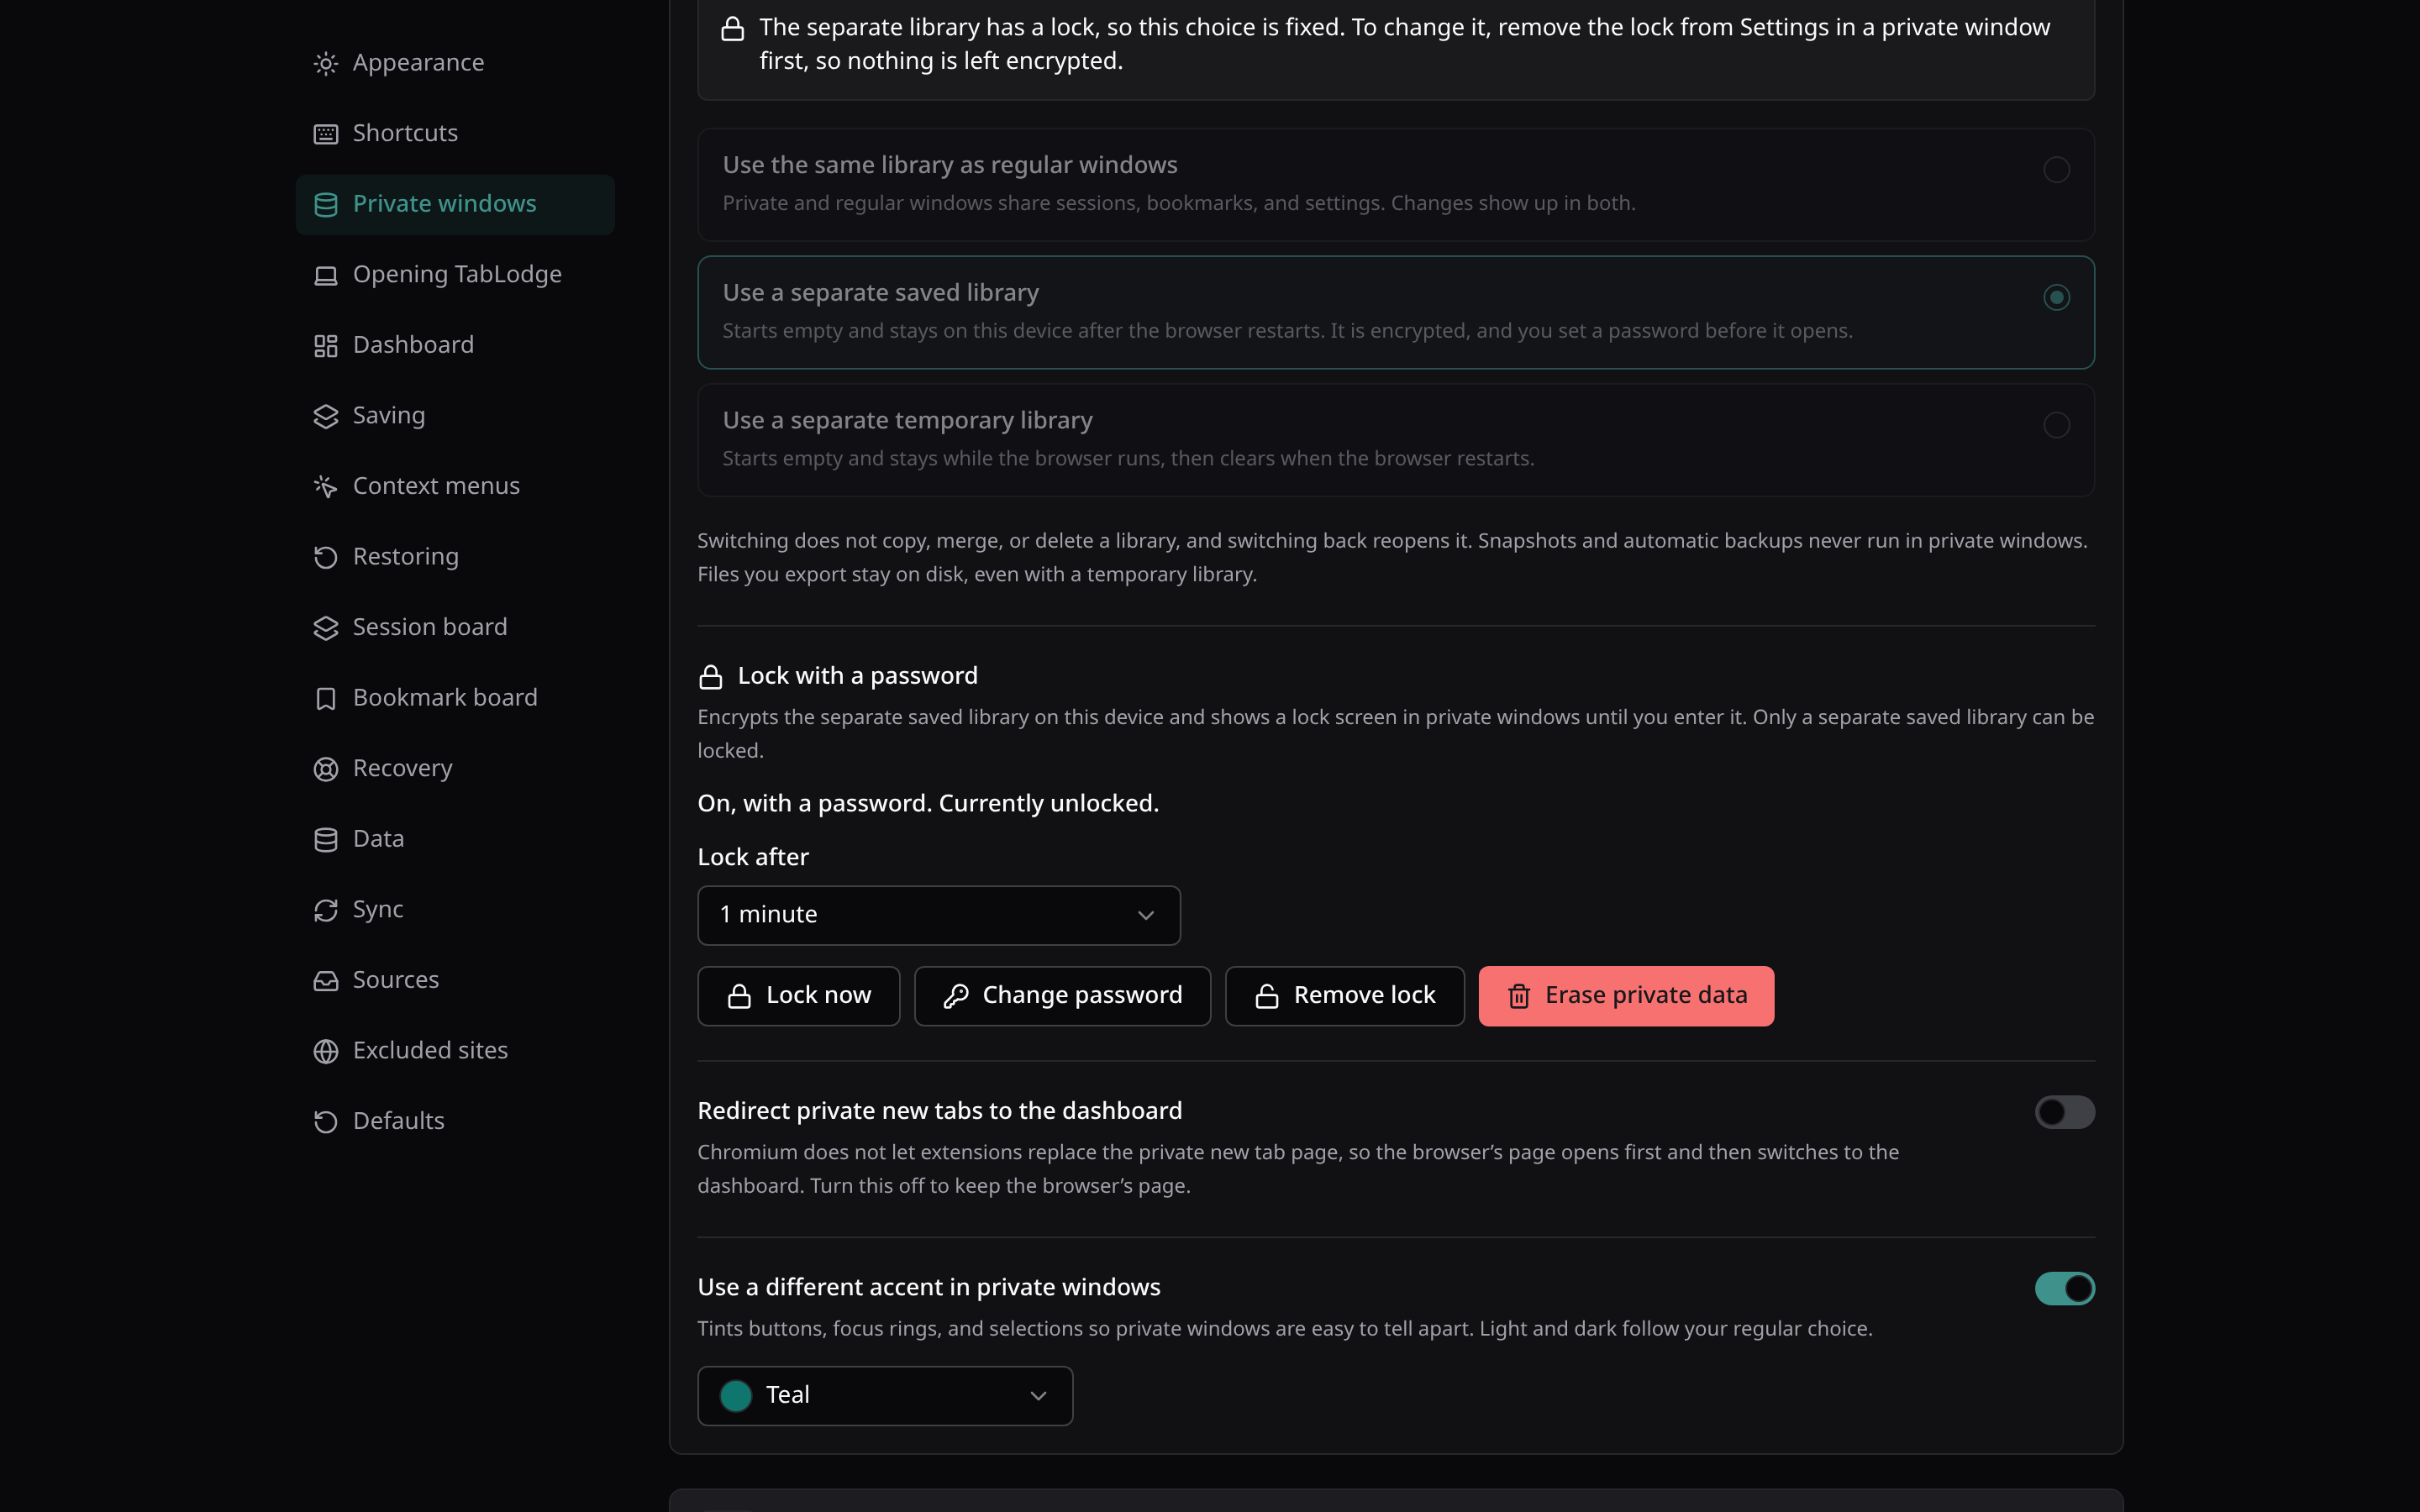 Appearance
Shortcuts
Private windows
Opening TabLodge
Dashboard
Saving
Context menus
Restoring
Session board
Bookmark board
Recovery
Data
Sync
Sources
Excluded sites
Defaults
The separate library has a lock, so this choice is fixed. To change it, remove the lock from Settings in a private window
first, so nothing is left encrypted.
Use the same library as regular windows
Private and regular windows share sessions, bookmarks, and settings. Changes show up in both.
Use a separate saved library
Starts empty and stays on this device after the browser restarts. It is encrypted, and you set a password before it opens.
Use a separate temporary library
Starts empty and stays while the browser runs, then clears when the browser restarts.
Switching does not copy, merge, or delete a library, and switching back reopens it. Snapshots and automatic backups never run in private windows.
Files you export stay on disk, even with a temporary library.
Lock with a password
Encrypts the separate saved library on this device and shows a lock screen in private windows until you enter it. Only a separate saved library can be
locked.
On, with a password. Currently unlocked.
Lock after
1 minute
Lock now
Change password
Remove lock
Erase private data
Redirect private new tabs to the dashboard
Chromium does not let extensions replace the private new tab page, so the browser’s page opens first and then switches to the
dashboard. Turn this off to keep the browser’s page.
Use a different accent in private windows
Tints buttons, focus rings, and selections so private windows are easy to tell apart. Light and dark follow your regular choice.
Teal